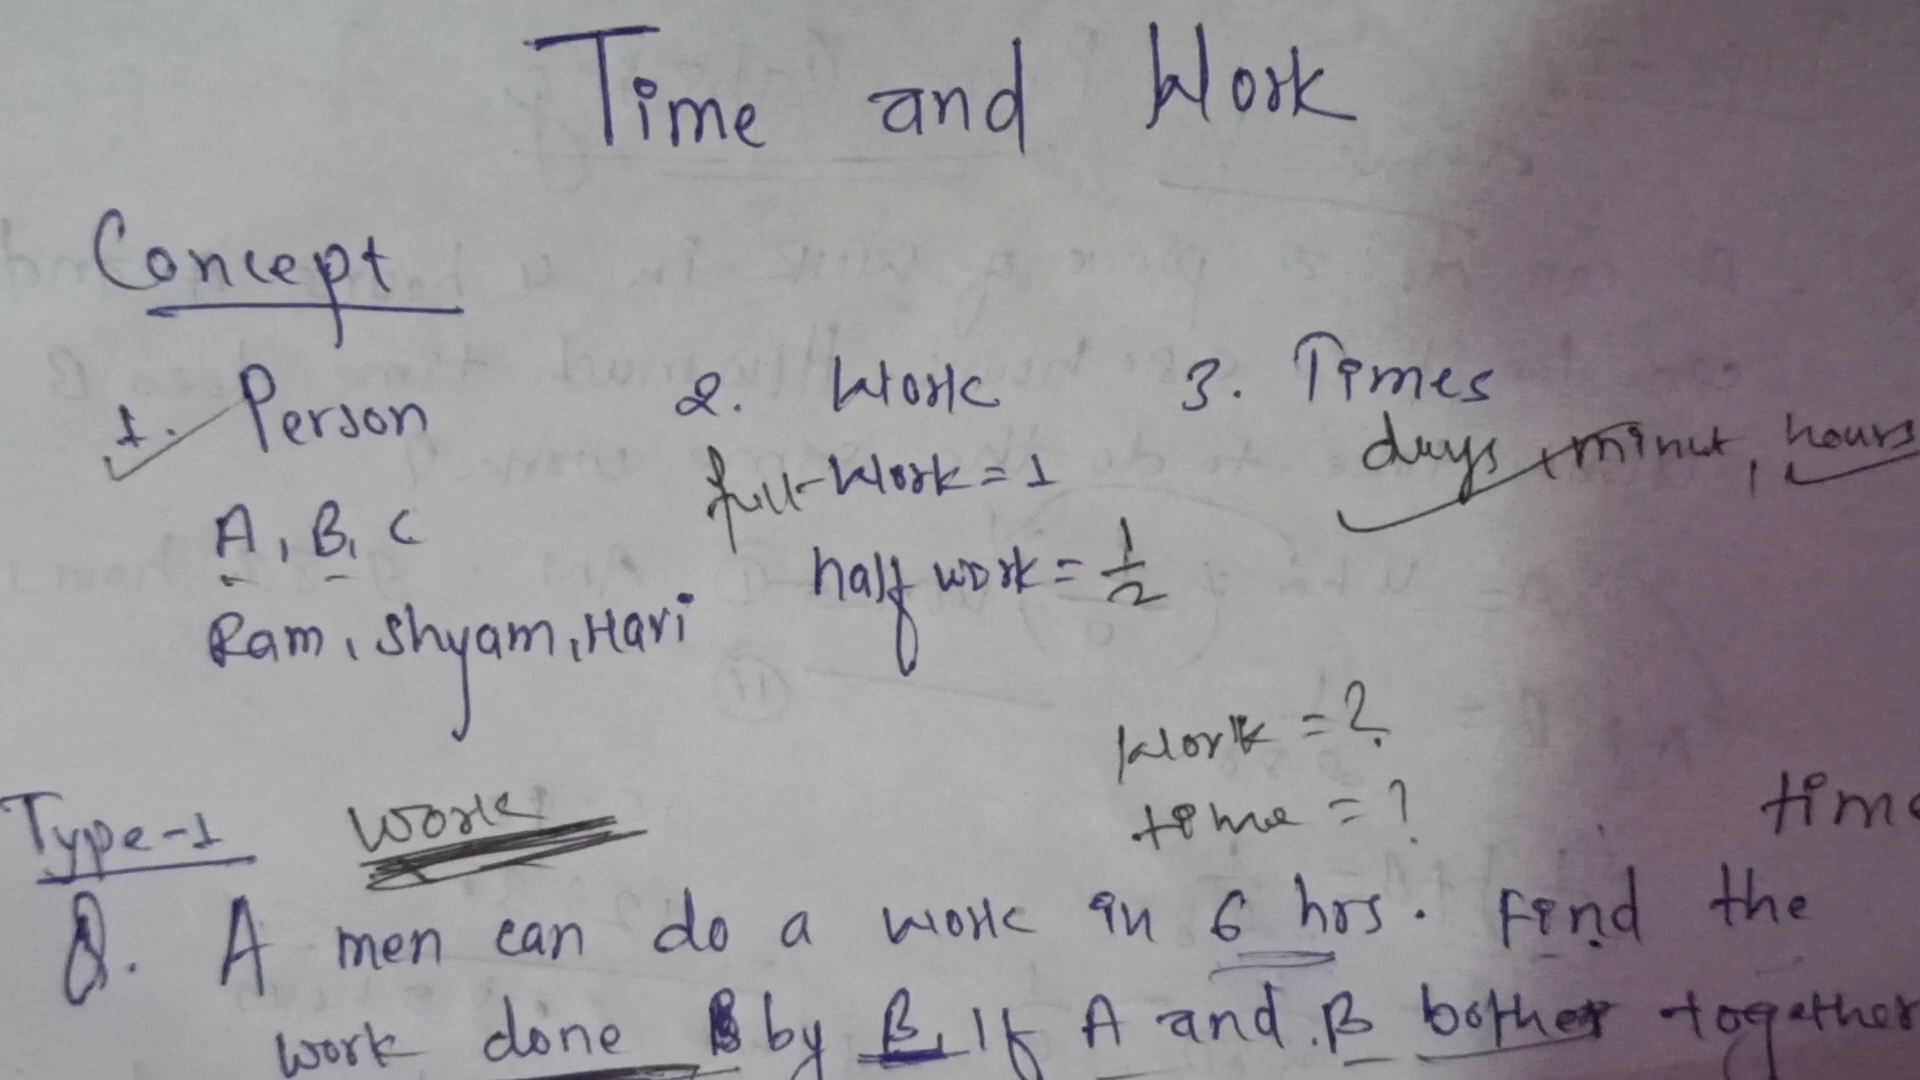 Time and Work
Concept
1. Person 2. Work 3. Times
full-Work = 1 days, minut, hours
A, B, C
half work = 1/2
Ram, Shyam, Hari
Work = ?
Type-1 Work time = ? time
Q. A men can do a work in 6 hrs. Find the
work done by B, If A and B bother together